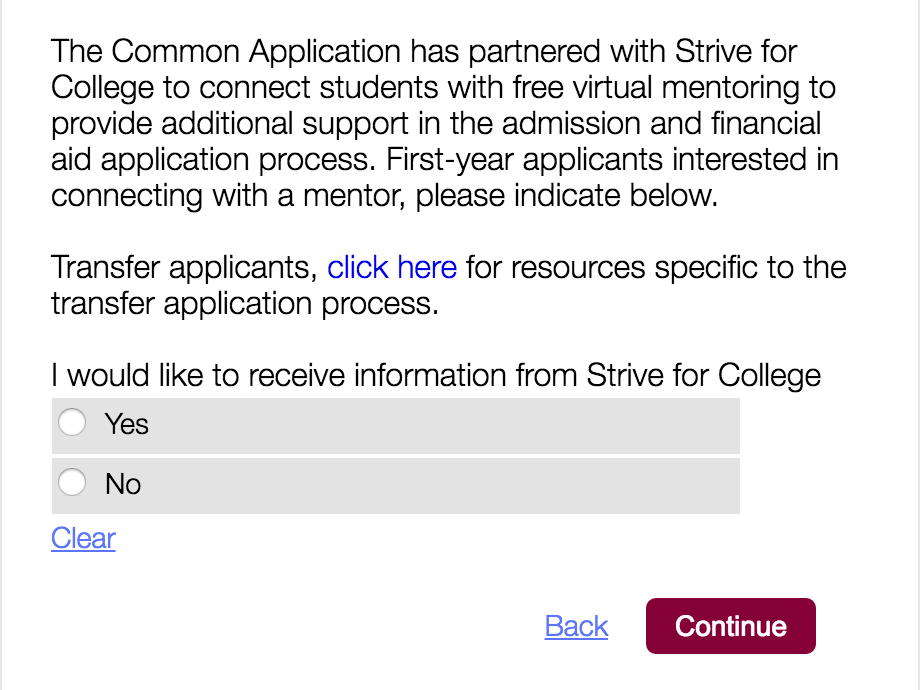 The Common Application has partnered with Strive for
College to connect students with free virtual mentoring to
provide additional support in the admission and financial
aid application process. First-year applicants interested in
connecting with a mentor, please indicate below.
Transfer applicants, click here for resources specific to the
transfer application process.
I would like to receive information from Strive for College
Yes
No
Clear
Back Continue